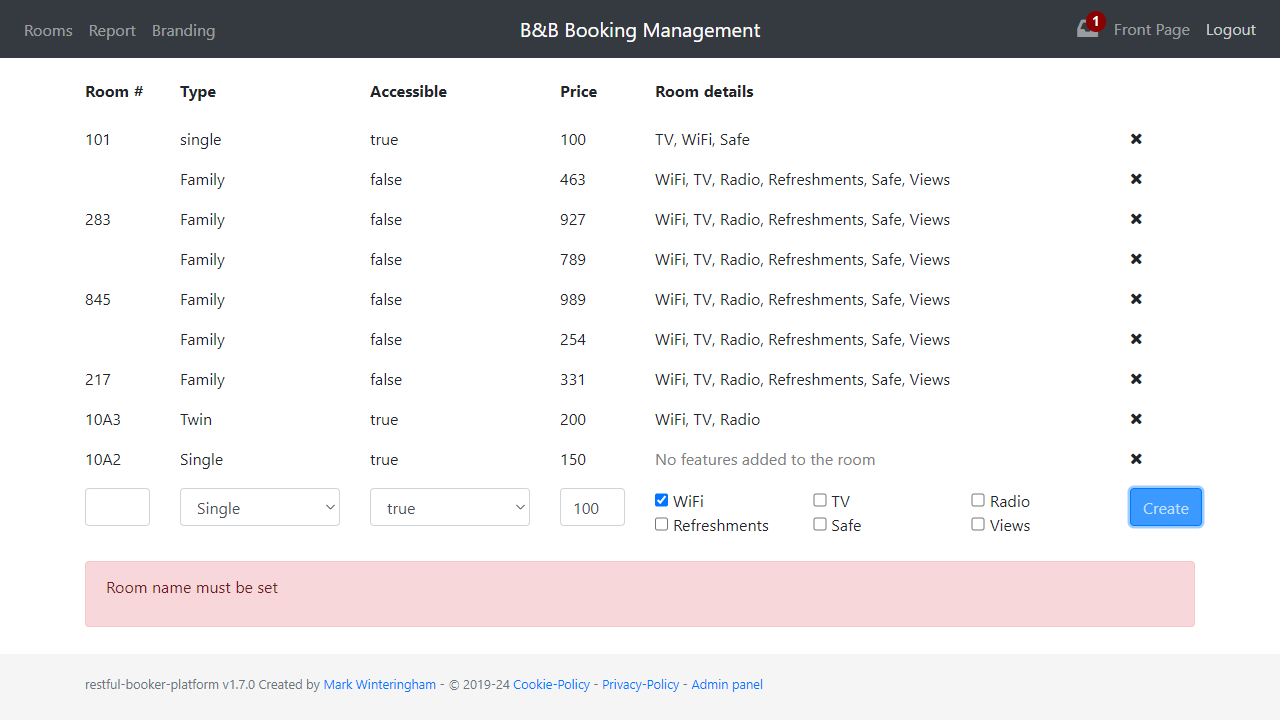 Rooms Report Branding B&B Booking Management 1 Front Page Logout
Room # Type Accessible Price Room details
101 single true 100 TV, WiFi, Safe
Family false 463 WiFi, TV, Radio, Refreshments, Safe, Views
283 Family false 927 WiFi, TV, Radio, Refreshments, Safe, Views
Family false 789 WiFi, TV, Radio, Refreshments, Safe, Views
845 Family false 989 WiFi, TV, Radio, Refreshments, Safe, Views
Family false 254 WiFi, TV, Radio, Refreshments, Safe, Views
217 Family false 331 WiFi, TV, Radio, Refreshments, Safe, Views
10A3 Twin true 200 WiFi, TV, Radio
10A2 Single true 150 No features added to the room
Single true 100 WiFi TV Radio Create
Refreshments Safe Views
Room name must be set
restful-booker-platform v1.7.0 Created by Mark Winteringham - © 2019-24 Cookie-Policy - Privacy-Policy - Admin panel